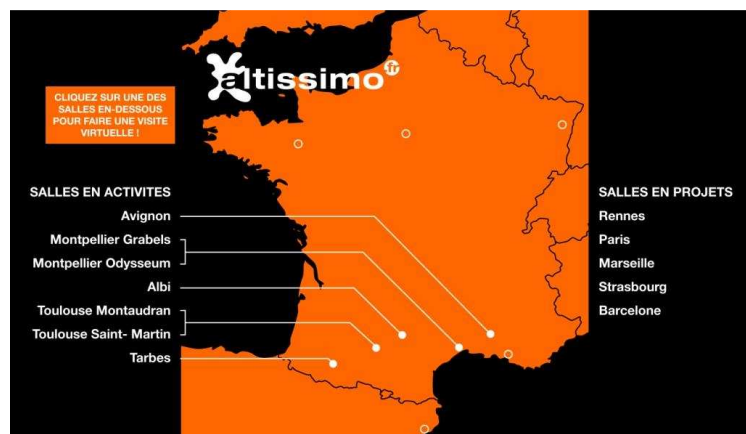 altissimo.fr
CLIQUEZ SUR UNE DES
SALLES EN-DESSOUS
POUR FAIRE UNE VISITE
VIRTUELLE !
SALLES EN ACTIVITES
Avignon
Montpellier Grabels
Montpellier Odysseum
Albi
Toulouse Montaudran
Toulouse Saint- Martin
Tarbes
SALLES EN PROJETS
Rennes
Paris
Marseille
Strasbourg
Barcelone